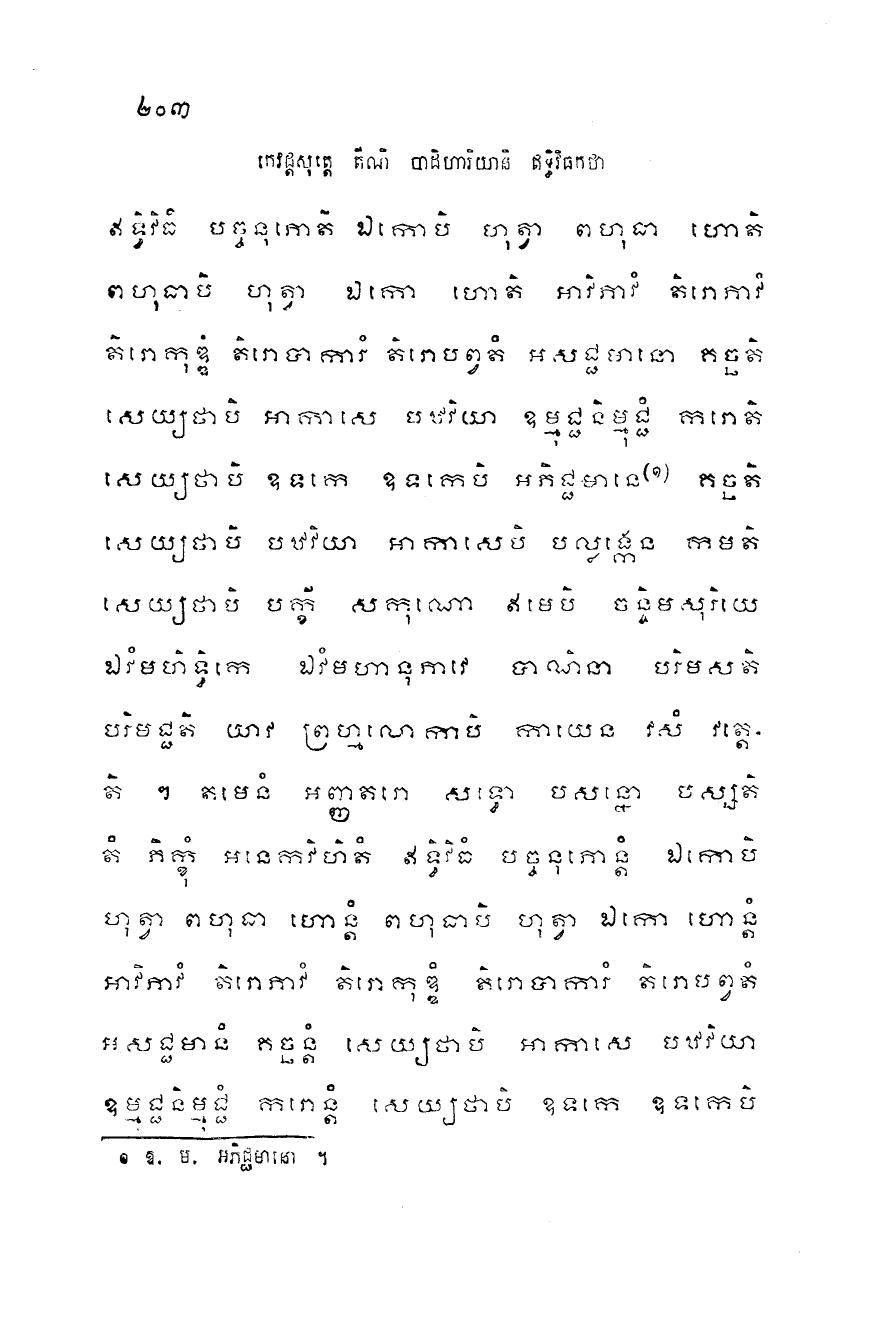 ២០៣
កេវដ្ដសុត្តេ តីណិ បាដិហារិយានិ ឥទ្ធិវិធកថា
ឥទ្ធិវិធំ បច្ចនុភោតិ ឯកោបិ ហុត្វា ពហុធា ហោតិ
ពហុធាបិ ហុត្វា ឯកោ ហោតិ អាវិភាវំ តិរោភាវំ
តិរោកុឌ្ឌំ តិរោបាការំ តិរោបព្វតំ អសជ្ជមានោ គច្ឆតិ
សេយ្យថាបិ អាកាសេ បឋវិយា ឧម្មុជ្ជនិម្មុជ្ជំ ករោតិ
សេយ្យថាបិ ឧទកេ ឧទកេបិ អភិជ្ជមានេ(១) គច្ឆតិ
សេយ្យថាបិ បឋវិយា អាកាសេបិ បល្លង្កេន កមតិ
សេយ្យថាបិ បក្ខី សកុណោ ឥមេបិ ចន្ទិមសុរិយេ
ឯវំមហិទ្ធិកេ ឯវំមហានុភាវេ បាណិនា បរិមសតិ
បរិមជ្ជតិ យាវ ព្រហ្មលោកាបិ កាយេន វសំ វត្តេ-
តិ ។ តមេនំ អញ្ញតរោ សទ្ធោ បសន្នោ បស្សតិ
តំ ភិក្ខុំ អនេកវិហិតំ ឥទ្ធិវិធំ បច្ចនុភោន្តំ ឯកោបិ
ហុត្វា ពហុធា ហោន្តំ ពហុធាបិ ហុត្វា ឯកោ ហោន្តំ
អាវិភាវំ តិរោភាវំ តិរោកុឌ្ឌំ តិរោបាការំ តិរោបព្វតំ
អសជ្ជមានំ គច្ឆន្តំ សេយ្យថាបិ អាកាសេ បឋវិយា
ឧម្មុជ្ជនិម្មុជ្ជំ ករោន្តំ សេយ្យថាបិ ឧទកេ ឧទកេបិ
១ ឱ. ម. អភិជ្ជមានោ ។